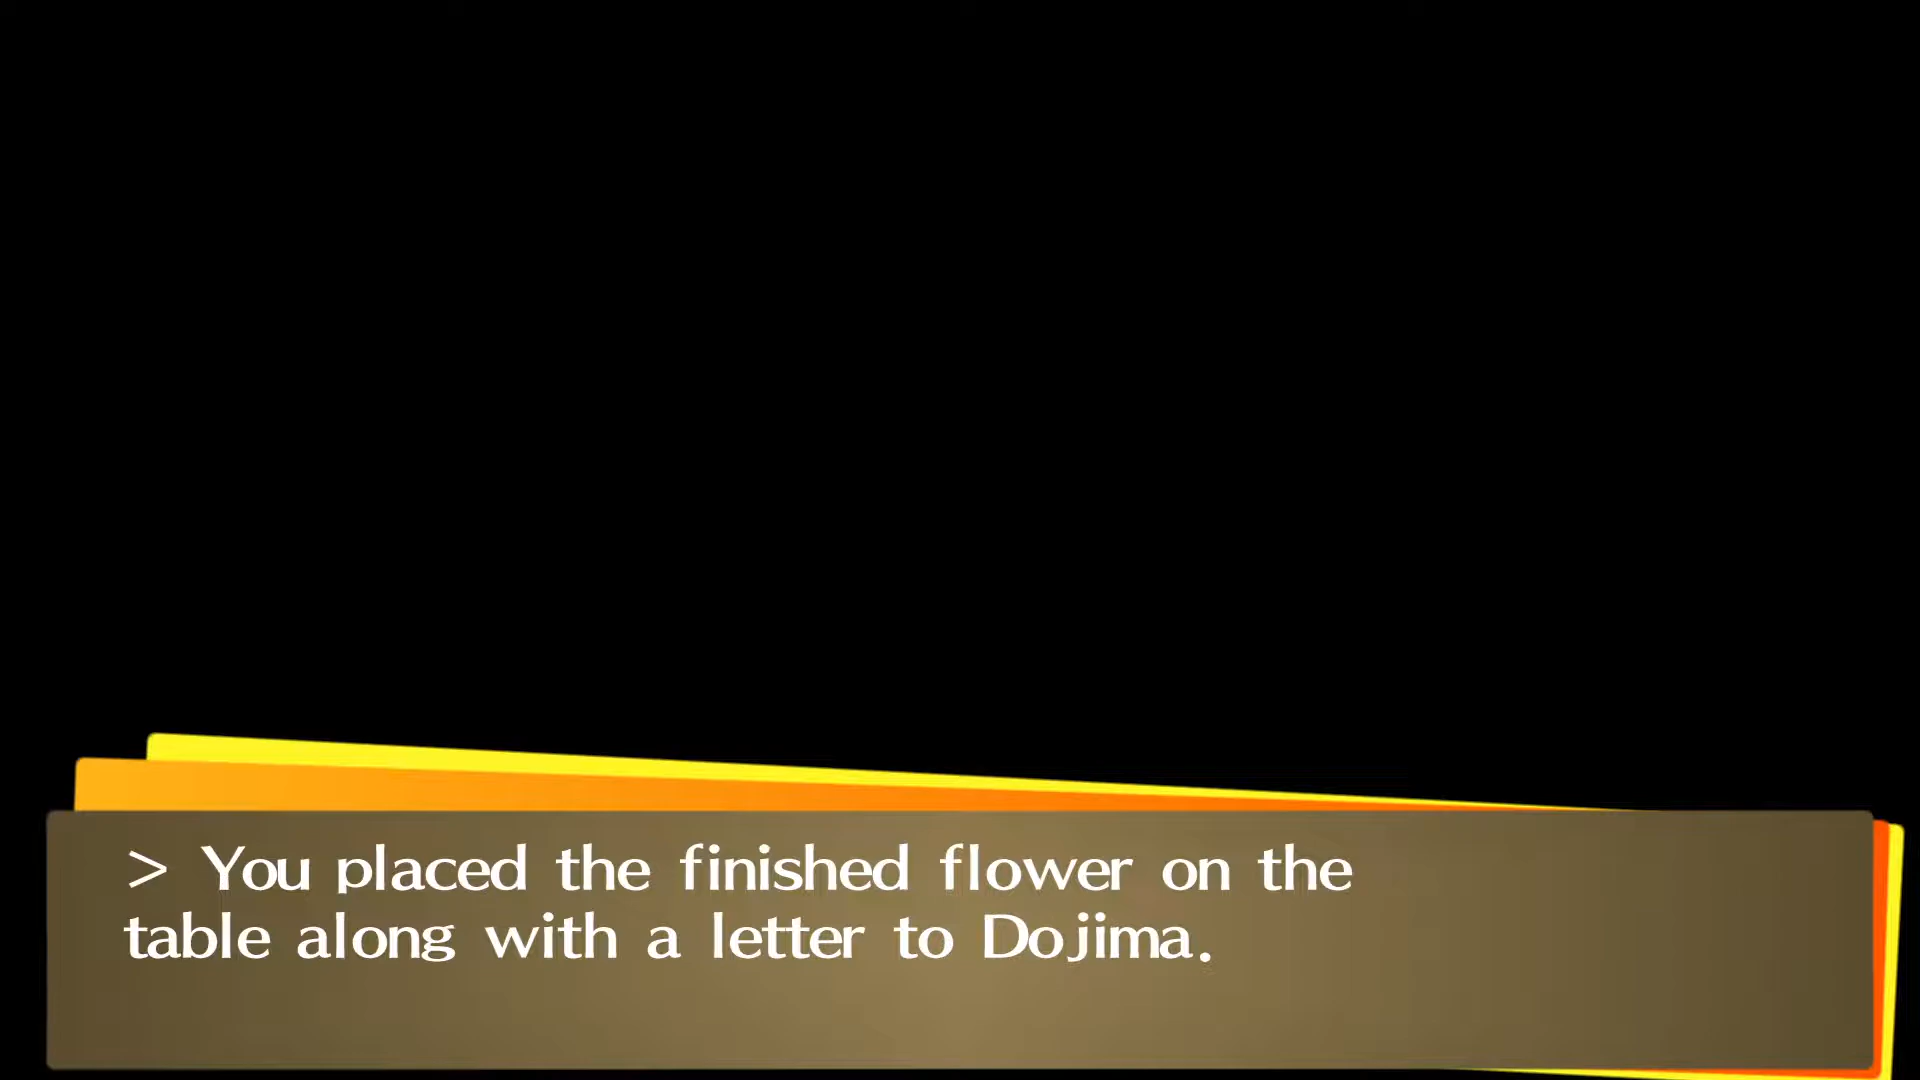 > You placed the finished flower on the
table along with a letter to Dojima.